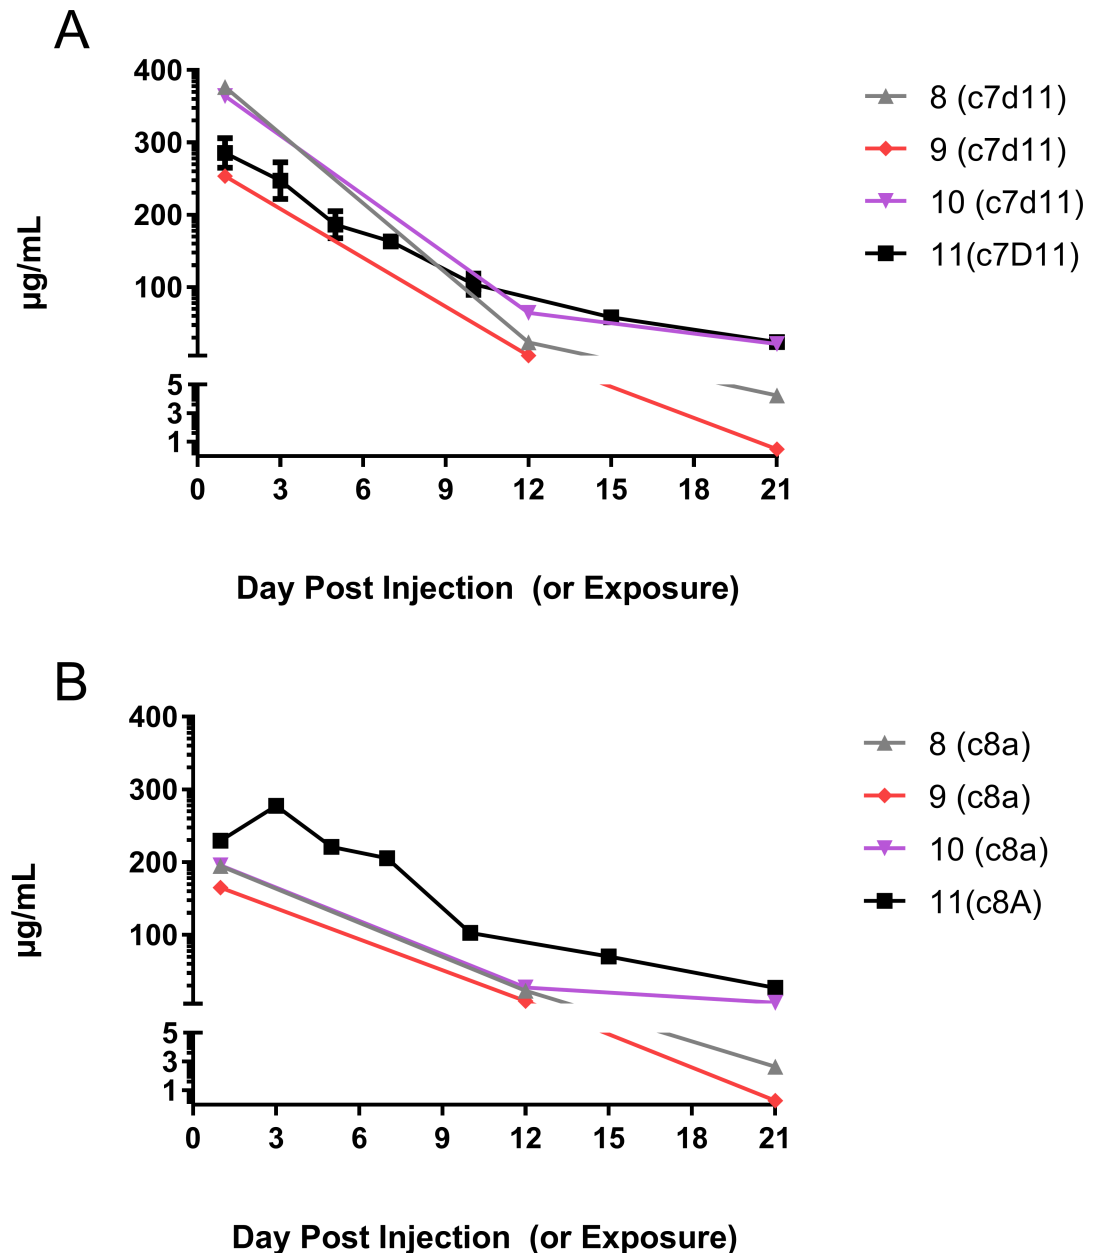 A
400
300
200
100
5
3
1
0 3 6 9 12 15 18 21
µg/mL
Day Post Injection (or Exposure)
8 (c7d11)
9 (c7d11)
10 (c7d11)
11(c7D11)
B
400
300
200
100
5
3
1
0 3 6 9 12 15 18 21
µg/mL
Day Post Injection (or Exposure)
8 (c8a)
9 (c8a)
10 (c8a)
11(c8A)